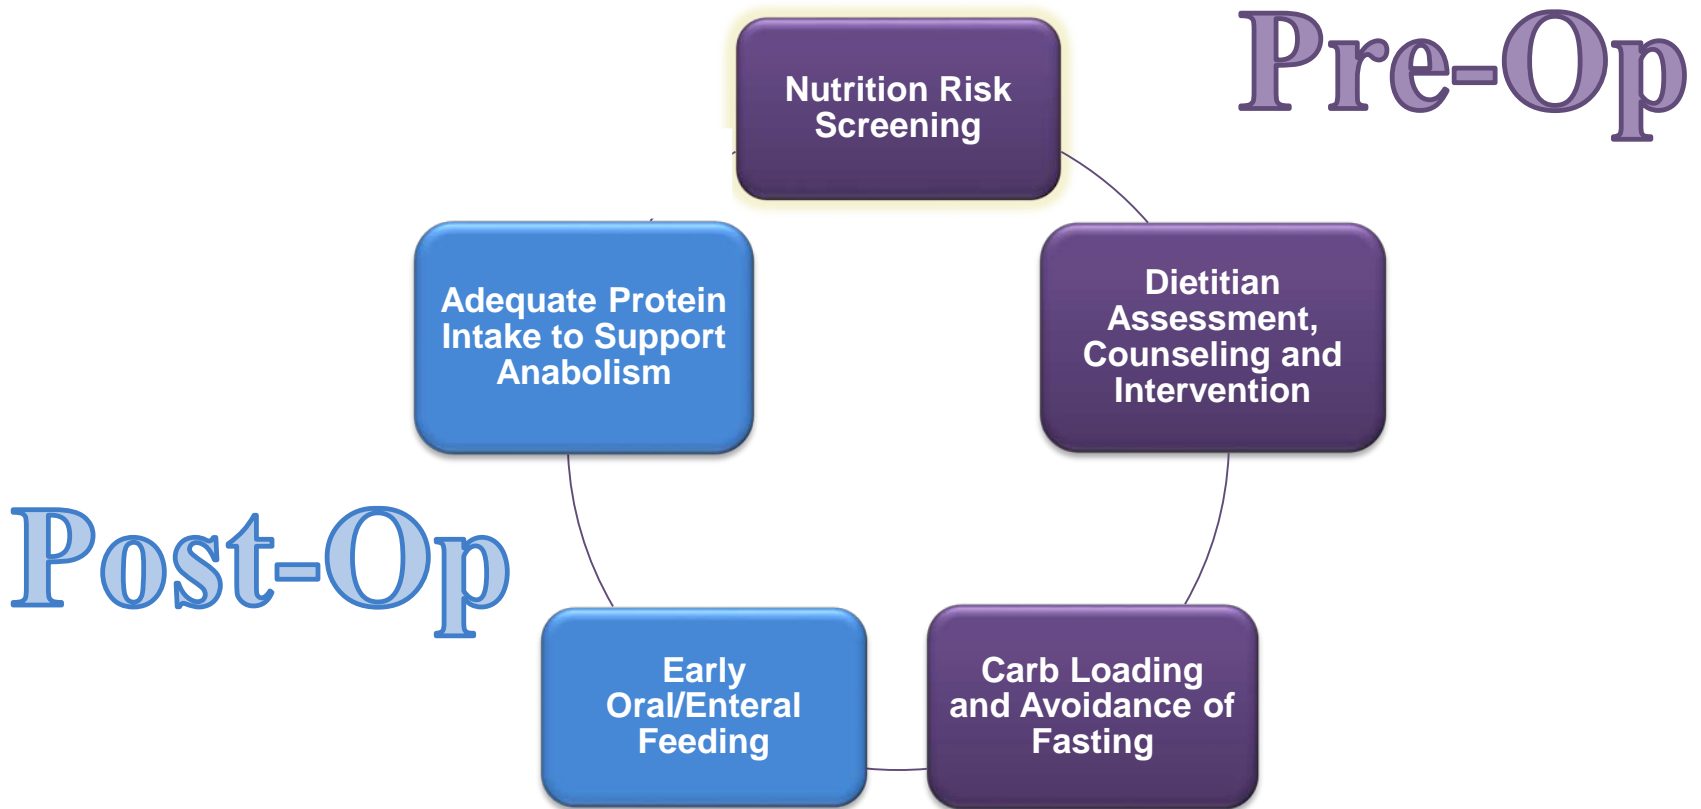 Pre-Op
Nutrition Risk
Screening
Dietitian
Assessment,
Counseling and
Intervention
Carb Loading
and Avoidance of
Fasting
Post-Op
Early
Oral/Enteral
Feeding
Adequate Protein
Intake to Support
Anabolism